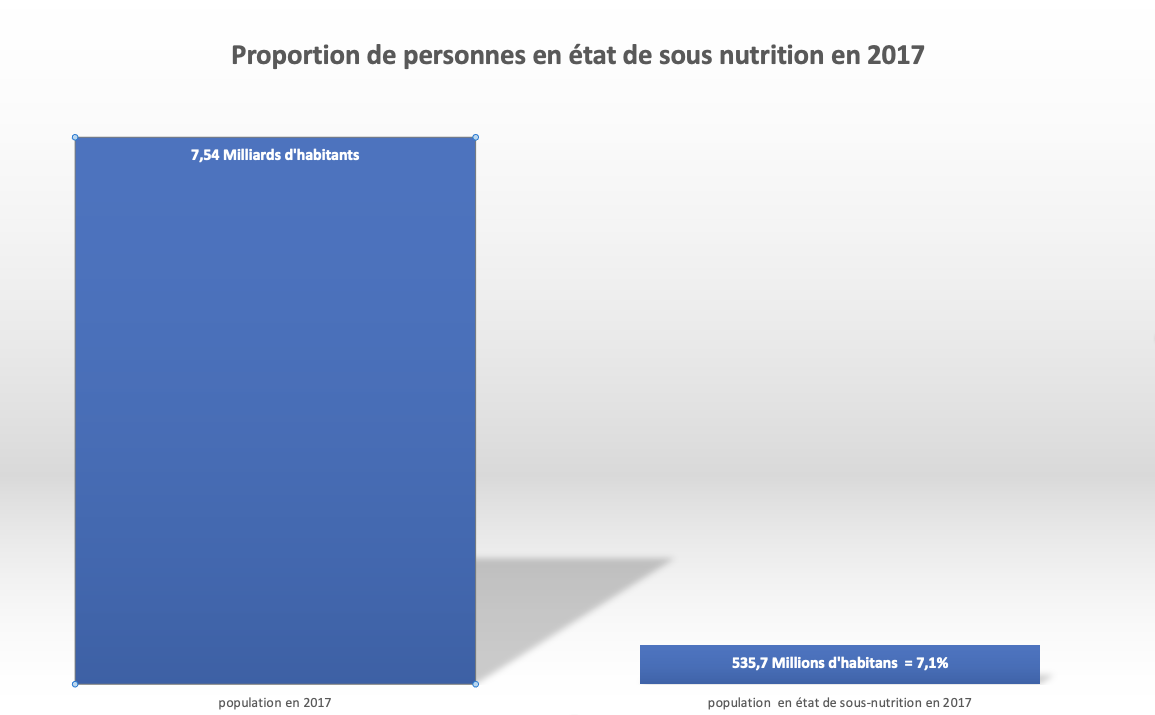 Proportion de personnes en état de sous nutrition en 2017
7,54 Milliards d'habitants
535,7 Millions d'habitans = 7,1%
population en 2017
population en état de sous-nutrition en 2017